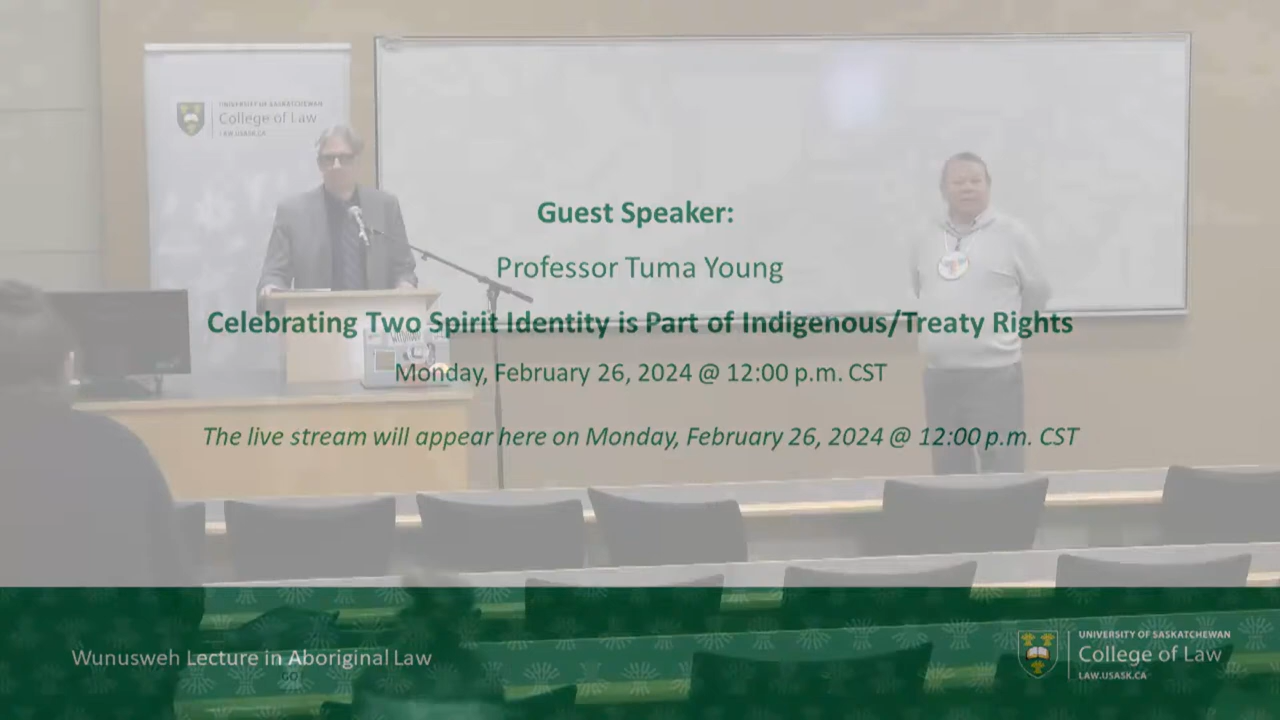 UNIVERSITY OF SASKATCHEWAN
College of Law
LAW.USASK.CA
Guest Speaker:
Professor Tuma Young
Celebrating Two Spirit Identity is Part of Indigenous/Treaty Rights
Monday, February 26, 2024 @ 12:00 p.m. CST
The live stream will appear here on Monday, February 26, 2024 @ 12:00 p.m. CST
Wunusweh Lecture in Aboriginal Law
UNIVERSITY OF SASKATCHEWAN
College of Law
LAW.USASK.CA